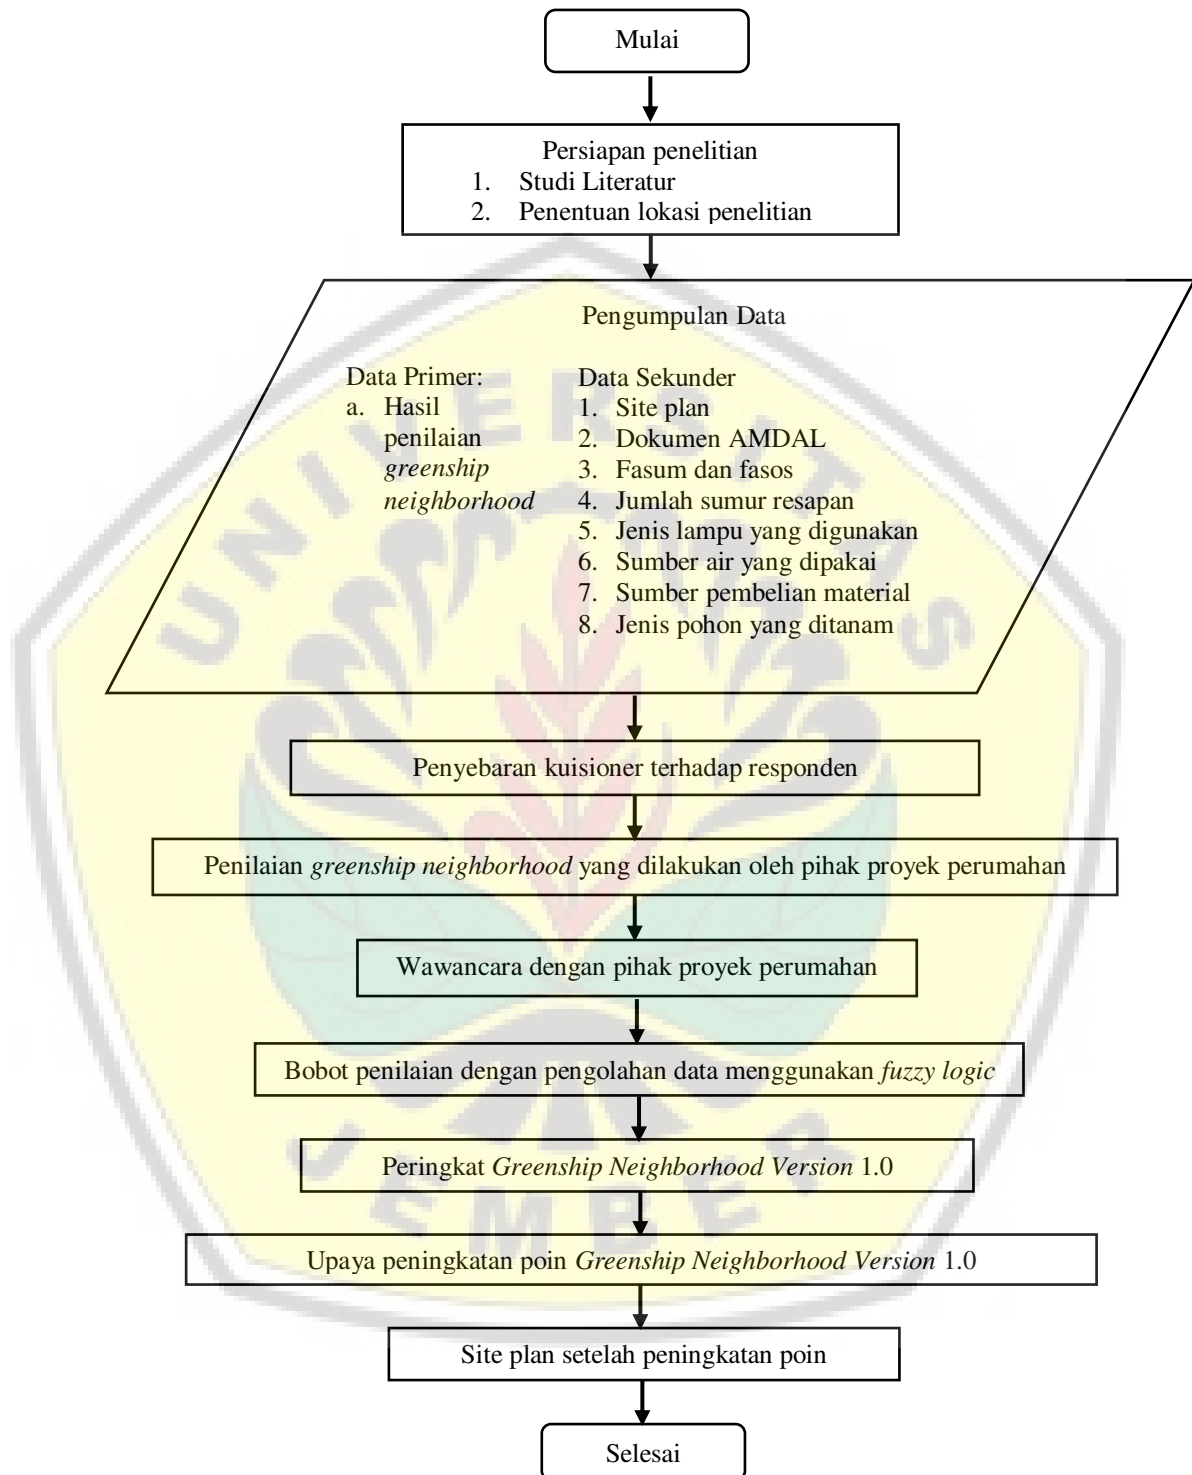 Mulai
Persiapan penelitian
1. Studi Literatur
2. Penentuan lokasi penelitian
Pengumpulan Data
Data Primer:
a. Hasil
penilaian
greenship
neighborhood
Data Sekunder
1. Site plan
2. Dokumen AMDAL
3. Fasum dan fasos
4. Jumlah sumur resapan
5. Jenis lampu yang digunakan
6. Sumber air yang dipakai
7. Sumber pembelian material
8. Jenis pohon yang ditanam
Penyebaran kuisioner terhadap responden
Penilaian greenship neighborhood yang dilakukan oleh pihak proyek perumahan
Wawancara dengan pihak proyek perumahan
Bobot penilaian dengan pengolahan data menggunakan fuzzy logic
Peringkat Greenship Neighborhood Version 1.0
Upaya peningkatan poin Greenship Neighborhood Version 1.0
Site plan setelah peningkatan poin
Selesai
UNIVERSITAS
JEMBER